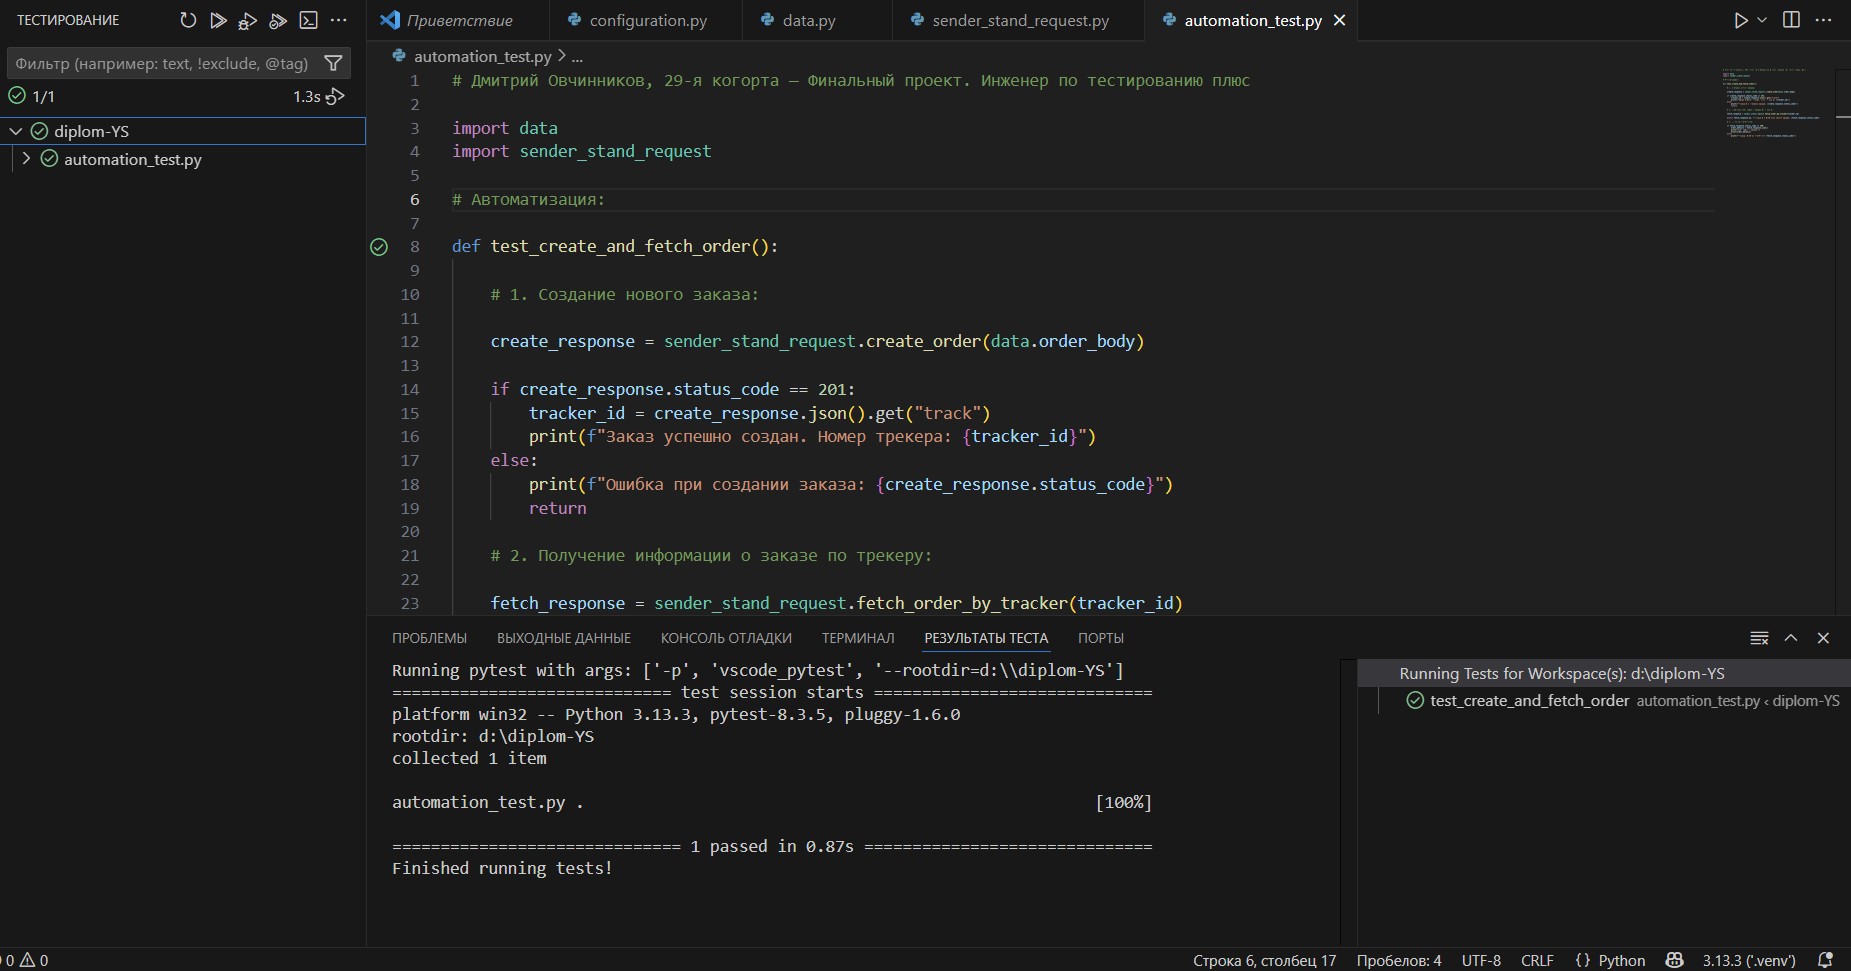 ТЕСТИРОВАНИЕ
Фильтр (например: text, !exclude, @tag)
1/1
1.3s
diplom-YS
automation_test.py
Приветствие
configuration.py
data.py
sender_stand_request.py
automation_test.py
automation_test.py > ...
1 # Дмитрий Овчинников, 29-я когорта — Финальный проект. Инженер по тестированию плюс
2
3 import data
4 import sender_stand_request
5
6 # Автоматизация:
7
8 def test_create_and_fetch_order():
9
10 # 1. Создание нового заказа:
11
12 create_response = sender_stand_request.create_order(data.order_body)
13
14 if create_response.status_code == 201:
15 tracker_id = create_response.json().get("track")
16 print(f"Заказ успешно создан. Номер трекера: {tracker_id}")
17 else:
18 print(f"Ошибка при создании заказа: {create_response.status_code}")
19 return
20
21 # 2. Получение информации о заказе по трекеру:
22
23 fetch_response = sender_stand_request.fetch_order_by_tracker(tracker_id)
ПРОБЛЕМЫ ВЫХОДНЫЕ ДАННЫЕ КОНСОЛЬ ОТЛАДКИ ТЕРМИНАЛ РЕЗУЛЬТАТЫ ТЕСТА ПОРТЫ
Running pytest with args: ['-p', 'vscode_pytest', '--rootdir=d:\\diplom-YS']
============================= test session starts =============================
platform win32 -- Python 3.13.3, pytest-8.3.5, pluggy-1.6.0
rootdir: d:\diplom-YS
collected 1 item
automation_test.py . [100%]
============================== 1 passed in 0.87s ==============================
Finished running tests!
Running Tests for Workspace(s): d:\diplom-YS
test_create_and_fetch_order automation_test.py ‹ diplom-YS
0 0
Строка 6, столбец 17 Пробелов: 4 UTF-8 CRLF {} Python 3.13.3 ('.venv')